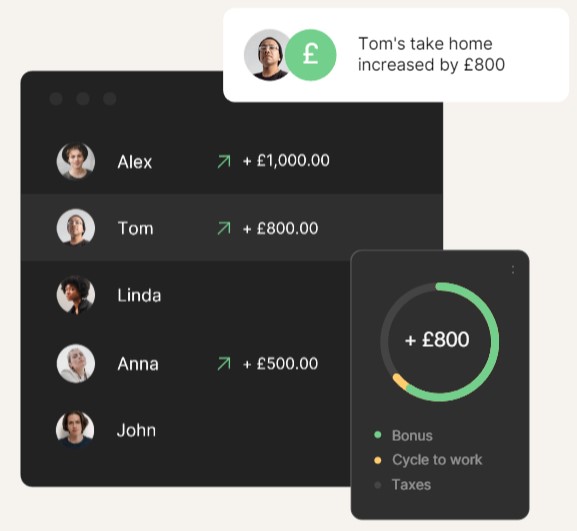 £
Tom's take home
increased by £800
Alex + £1,000.00
Tom + £800.00
Linda
Anna + £500.00
John
+ £800
Bonus
Cycle to work
Taxes